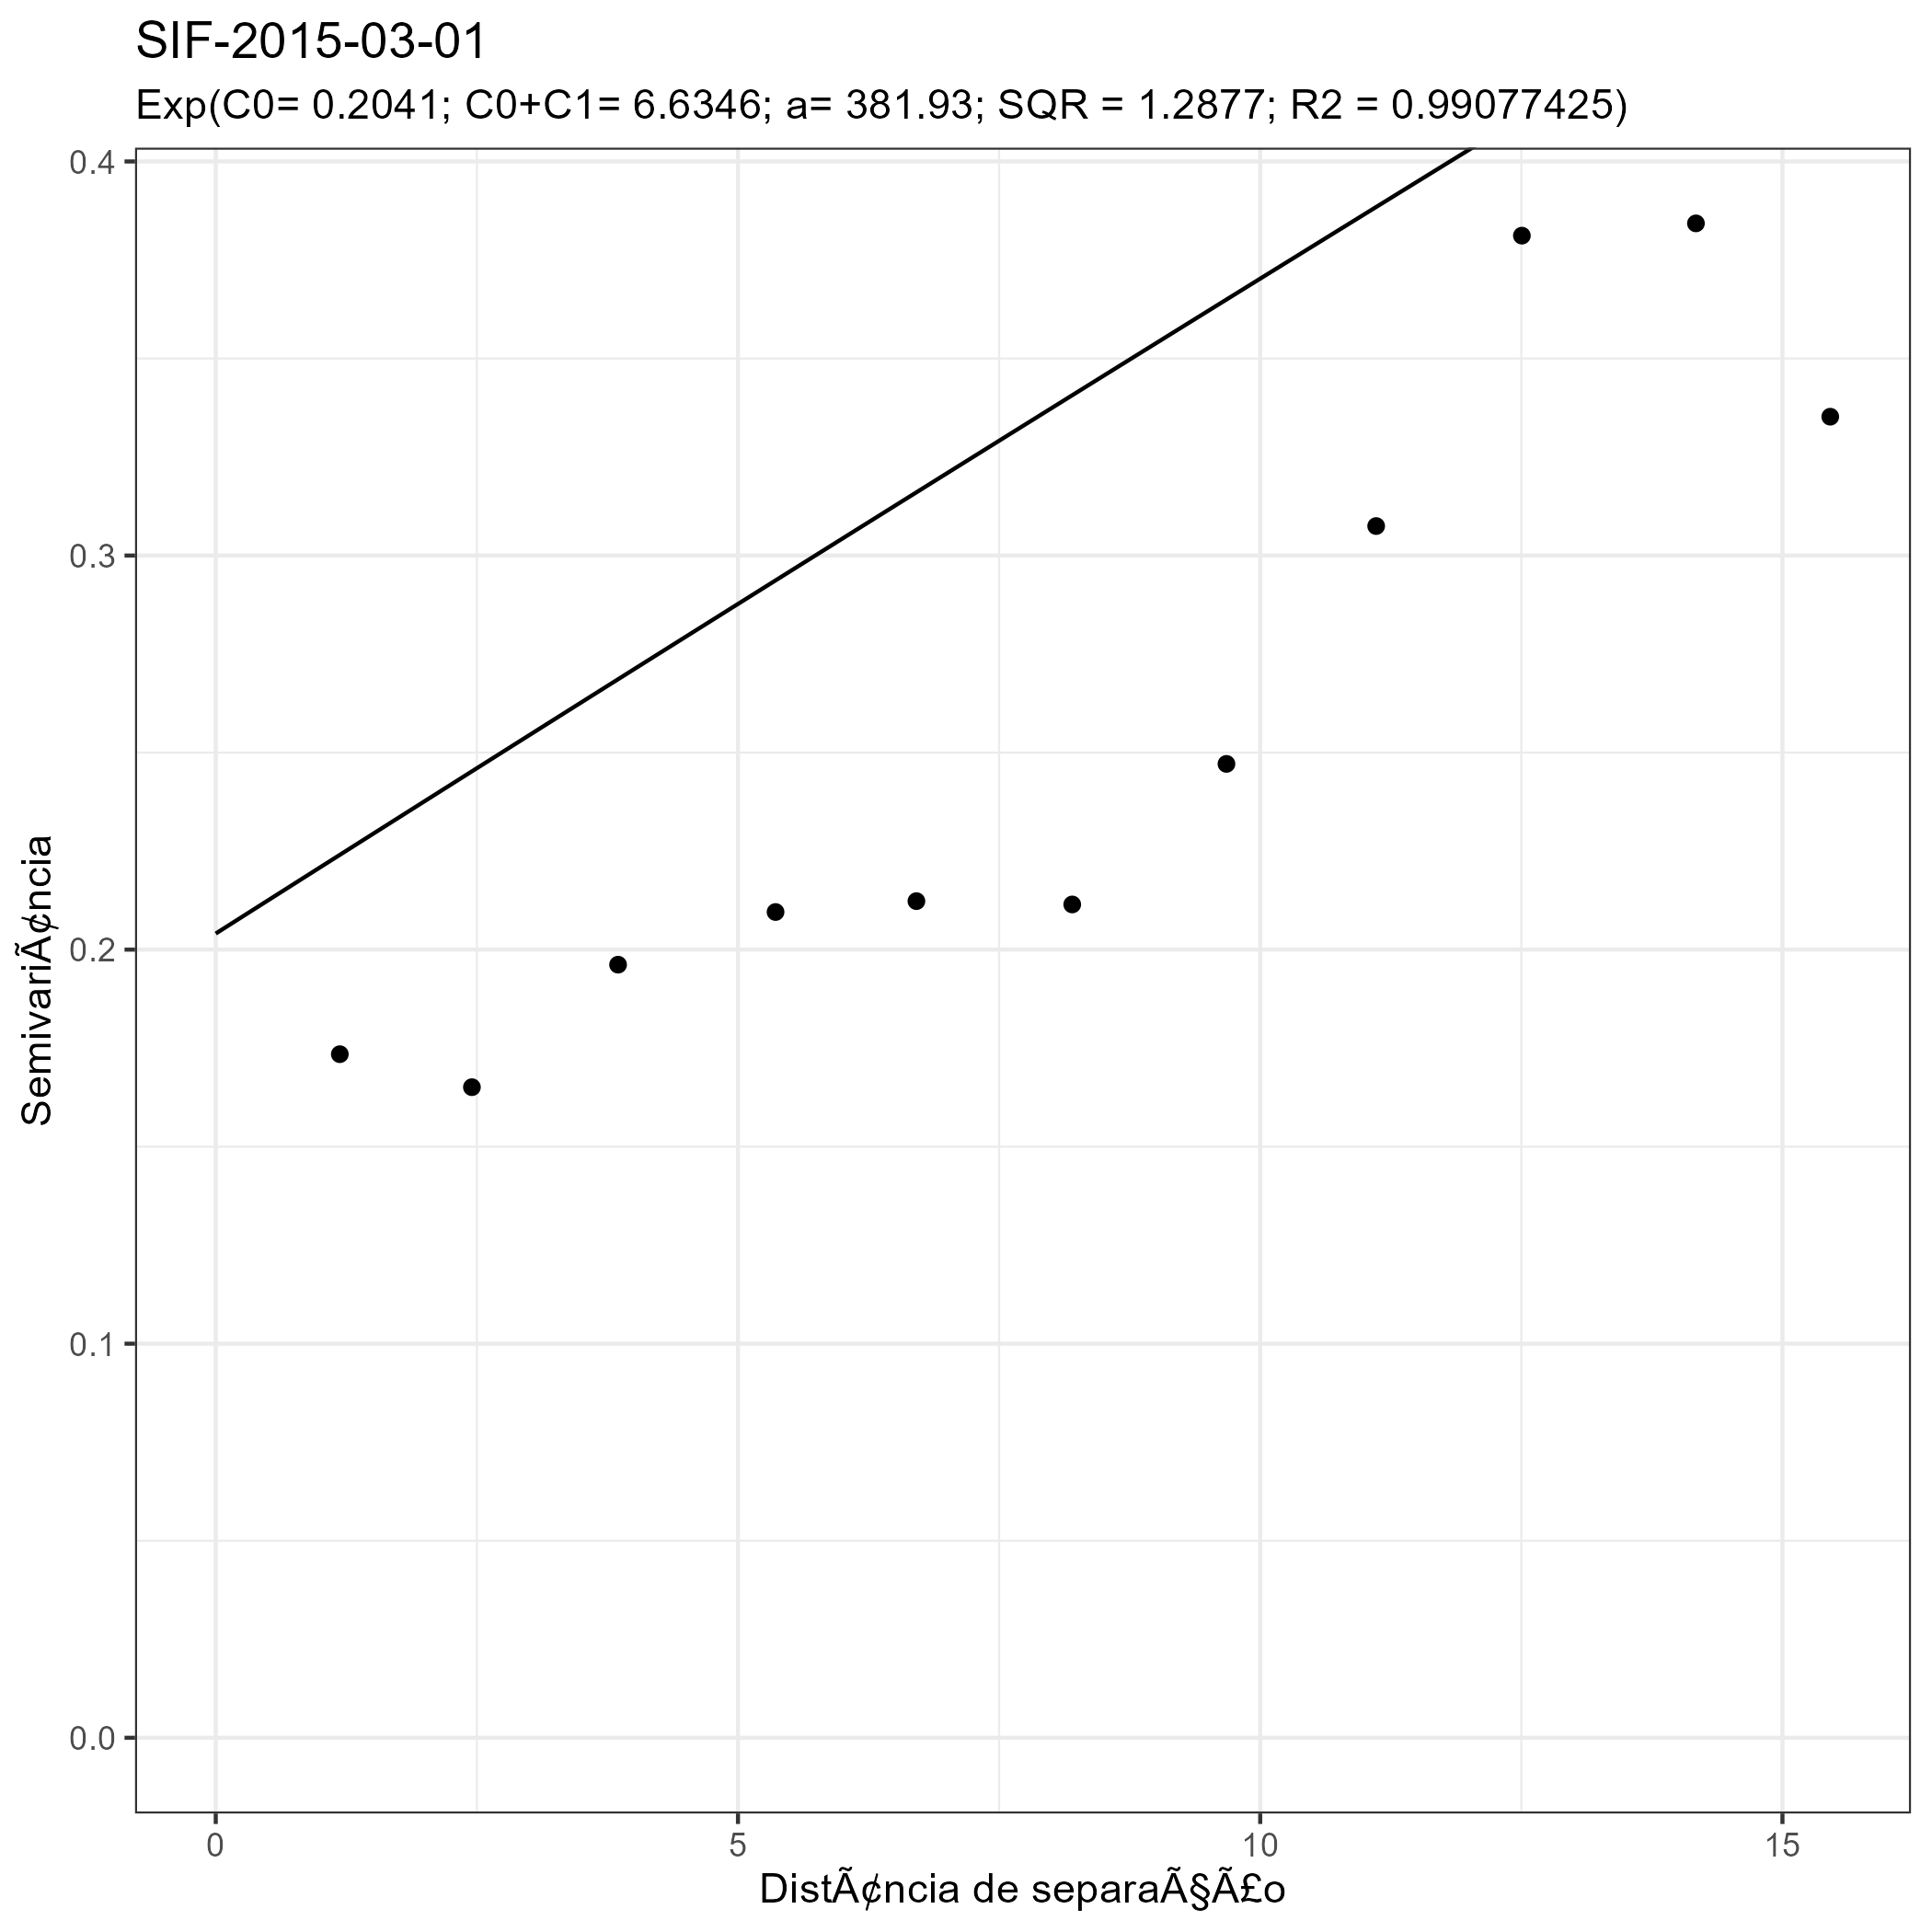 SIF-2015-03-01
Exp(C0= 0.2041; C0+C1= 6.6346; a= 381.93; SQR = 1.2877; R2 = 0.99077425)
0.4
0.3
0.2
0.1
0.0
SemivariÃ¢ncia
0 5 10 15
DistÃ¢ncia de separaÃ§Ã£o